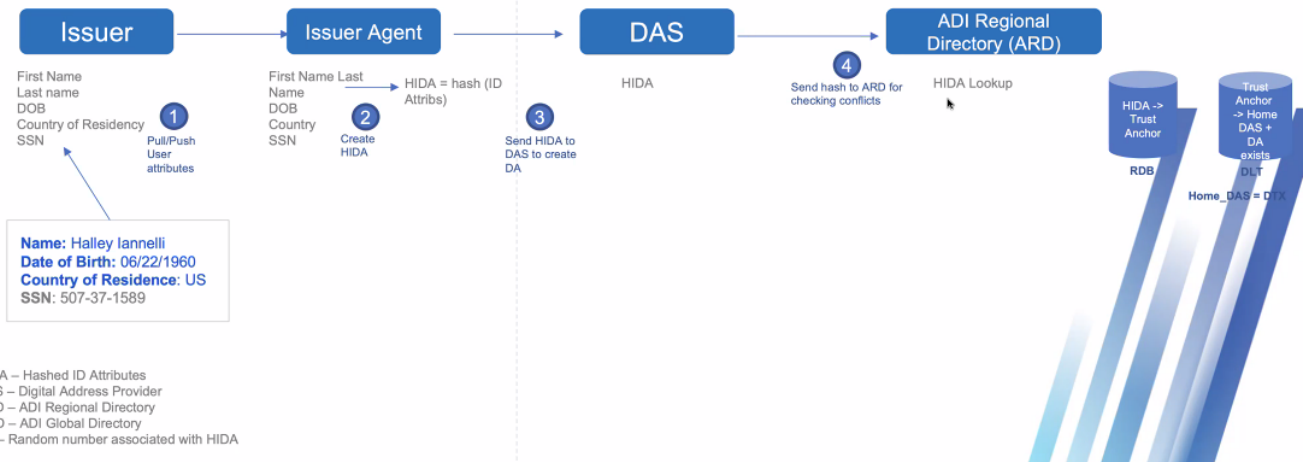 Issuer
Issuer Agent
DAS
ADI Regional
Directory (ARD)
First Name
Last name
DOB
Country of Residency
SSN
1
Pull/Push
User
attributes
First Name Last
Name
DOB
Country
SSN
HIDA = hash (ID
Attribs)
2
Create
HIDA
3
Send HIDA to
DAS to create
DA
HIDA
4
Send hash to ARD for
checking conflicts
HIDA Lookup
HIDA ->
Trust
Anchor
RDB
Trust
Anchor
-> Home
DAS +
DA
exists
DLT
Home_DAS = DTX
Name: Halley Iannelli
Date of Birth: 06/22/1960
Country of Residence: US
SSN: 507-37-1589
A – Hashed ID Attributes
S – Digital Address Provider
D – ADI Regional Directory
D – ADI Global Directory
– Random number associated with HIDA